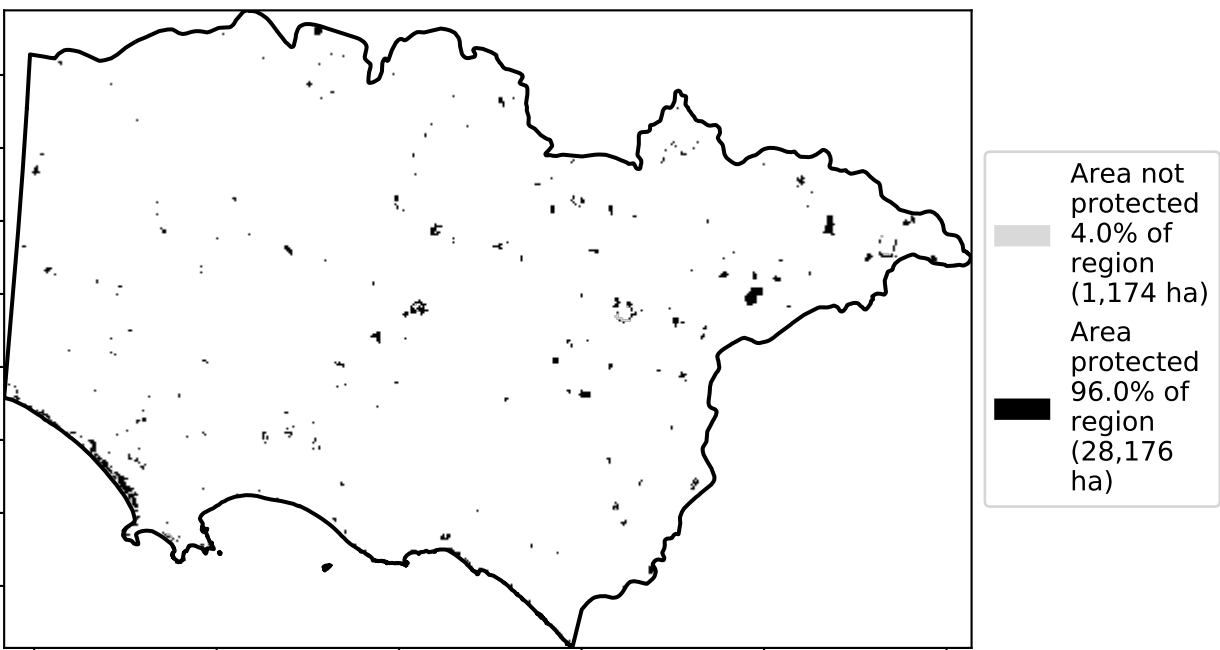 Area not
protected
4.0% of
region
(1,174 ha)
Area
protected
96.0% of
region
(28,176
ha)